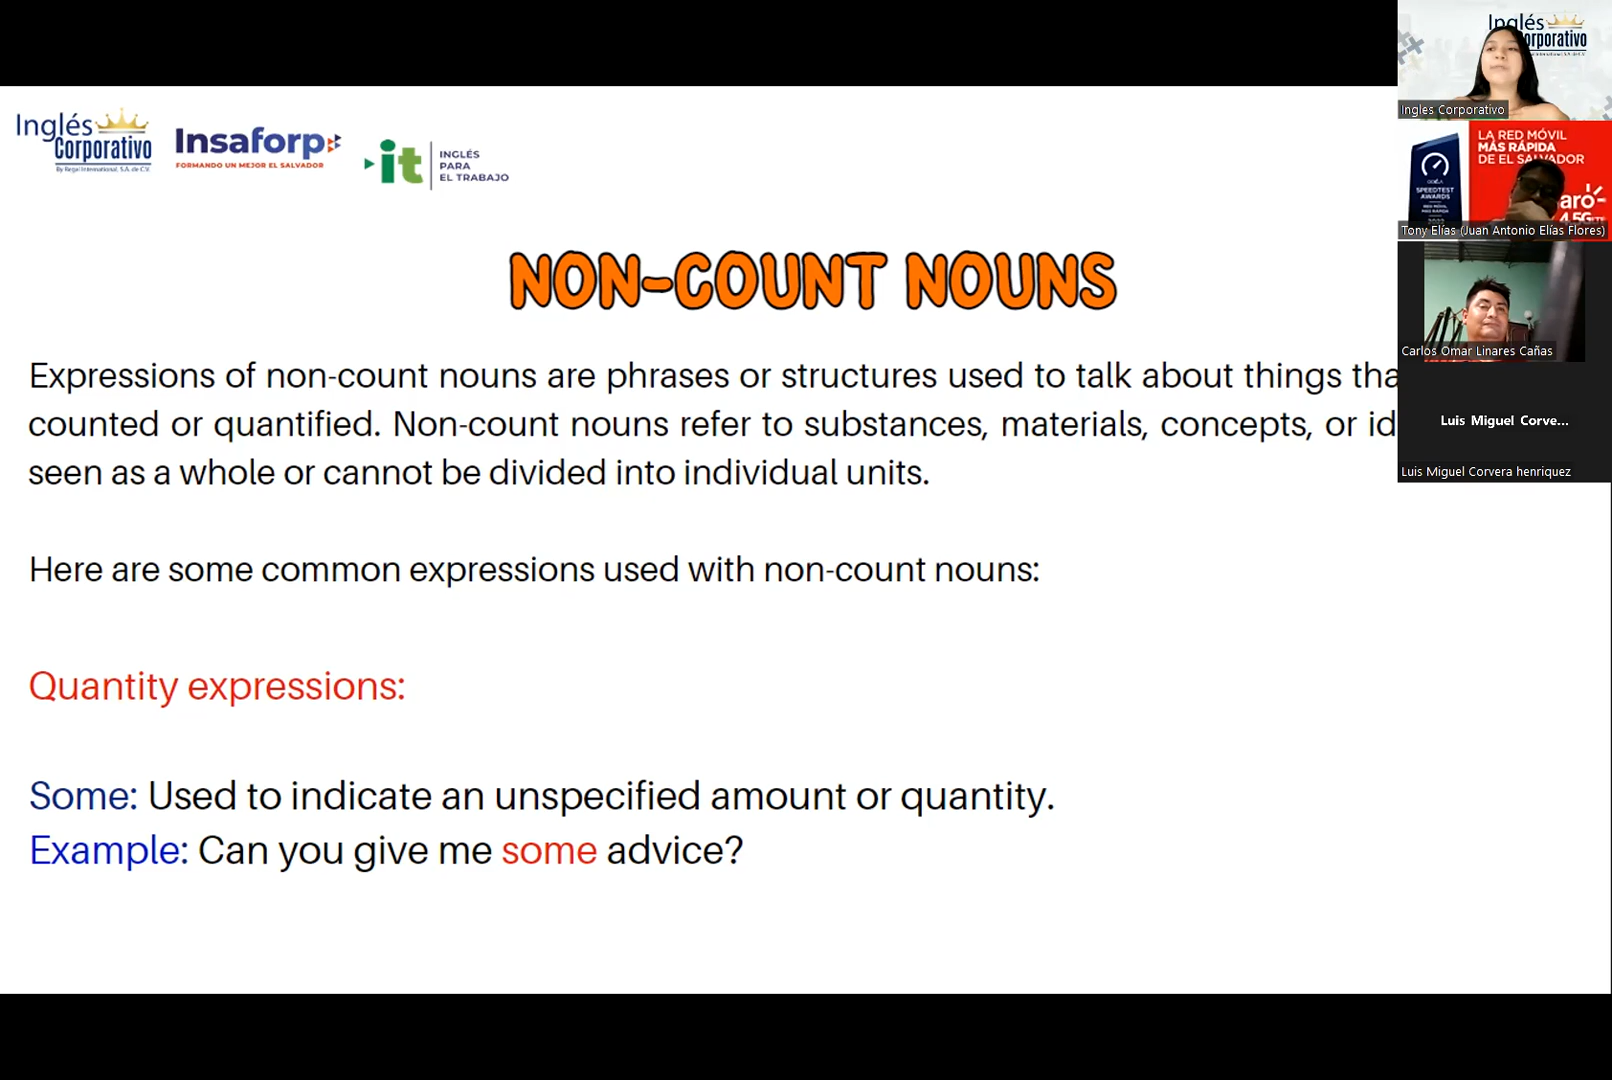 Inglés
Corporativo
By Regal International, S.A. de C.V.
Insaforp
FORMANDO UN MEJOR EL SALVADOR
it
INGLÉS
PARA
EL TRABAJO
NON-COUNT NOUNS
Expressions of non-count nouns are phrases or structures used to talk about things tha
counted or quantified. Non-count nouns refer to substances, materials, concepts, or id
seen as a whole or cannot be divided into individual units.
Here are some common expressions used with non-count nouns:
Quantity expressions:
Some: Used to indicate an unspecified amount or quantity.
Example: Can you give me some advice?
Inglés
orporativo
Ingles Corporativo
LA RED MÓVIL
MÁS RÁPIDA
DE EL SALVADOR
SPEEDTEST
AWARDS
aro
4.5G
Tony Elías (Juan Antonio Elías Flores)
Carlos Omar Linares Cañas
Luis Miguel Corve...
Luis Miguel Corvera henriquez